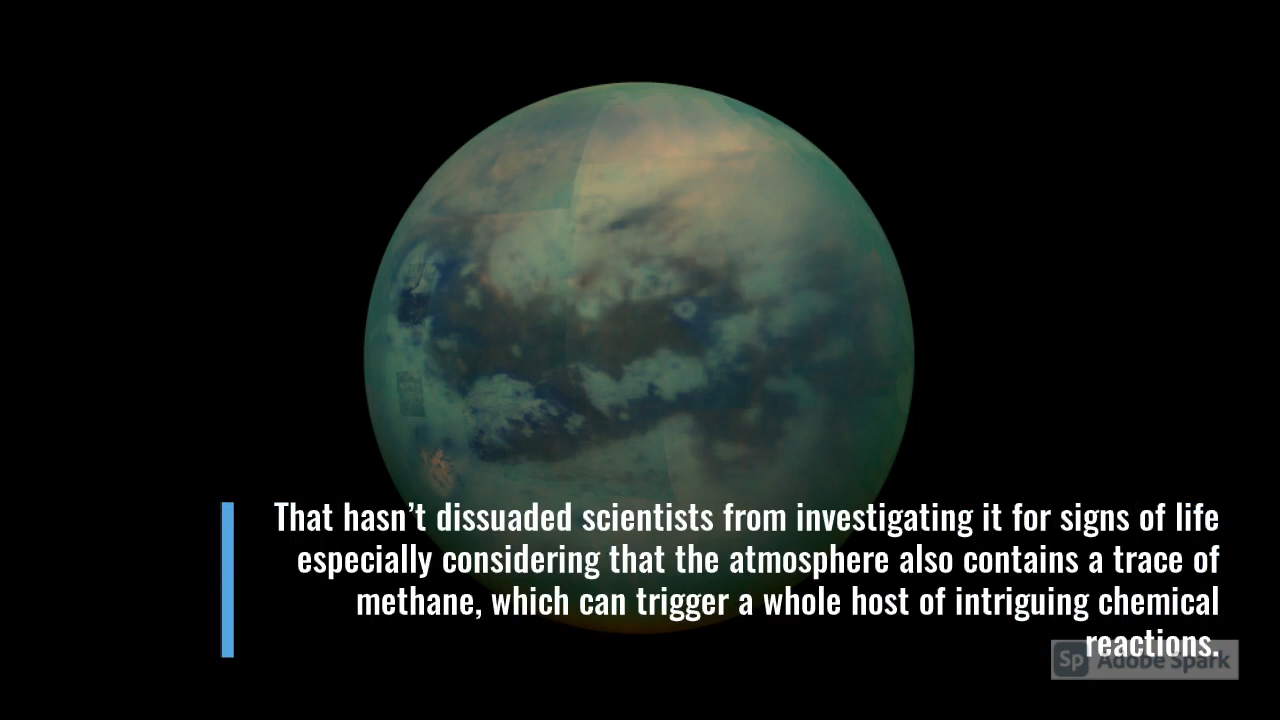 That hasn’t dissuaded scientists from investigating it for signs of life
especially considering that the atmosphere also contains a trace of
methane, which can trigger a whole host of intriguing chemical
reactions.
Sp Adobe Spark